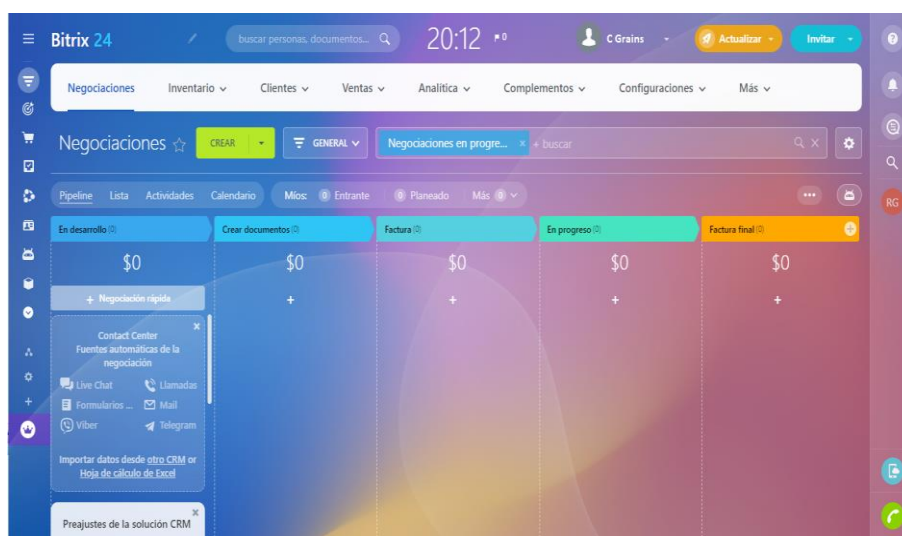 Bitrix 24
buscar personas, documentos...
20:12
0
C Grains
Actualizar
Invitar
Negociaciones
Inventario
Clientes
Ventas
Analítica
Complementos
Configuraciones
Más
Negociaciones
CREAR
GENERAL
Negociaciones en progre... ×
+ buscar
RG
Pipeline
Lista
Actividades
Calendario
Míos:
0 Entrante
0 Planeado
Más 0
En desarrollo (0)
Crear documentos (0)
Factura (0)
En progreso (0)
Factura final (0)
$0
$0
$0
$0
$0
+ Negociación rápida
+
+
+
+
Contact Center
Fuentes automáticas de la
negociación
Live Chat
Llamadas
Formularios ...
Mail
Viber
Telegram
Importar datos desde otro CRM or
Hoja de cálculo de Excel
Preajustes de la solución CRM